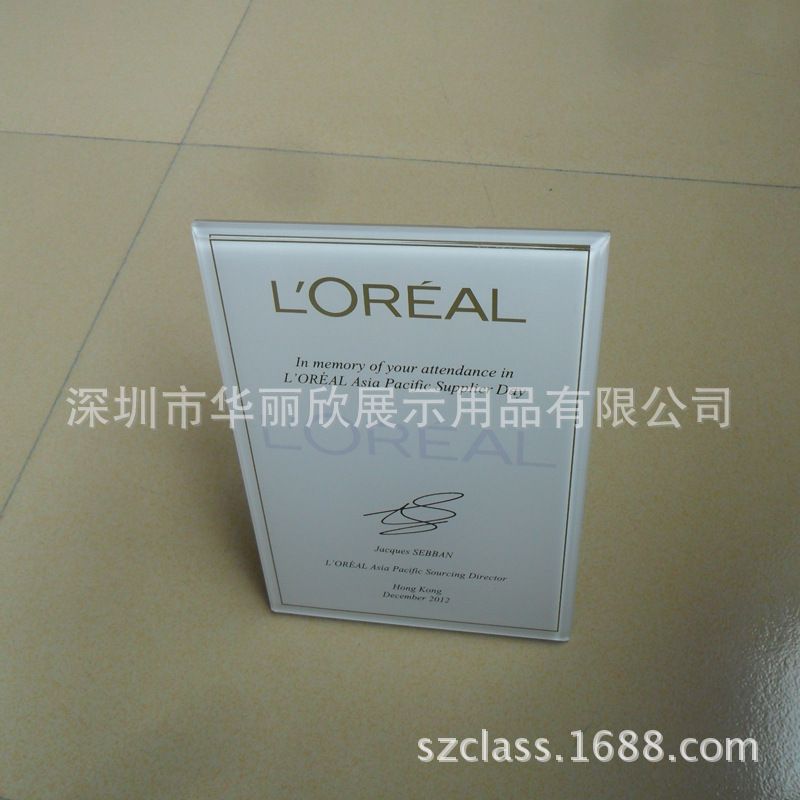 L'ORÉAL
In memory of your attendance in
L'ORÉAL Asia Pacific Supplier Day
深圳市华丽欣展示用品有限公司
L'ORÉAL
Jacques SEBBAN
L'ORÉAL Asia Pacific Sourcing Director
Hong Kong
December 2012
szclass.1688.com